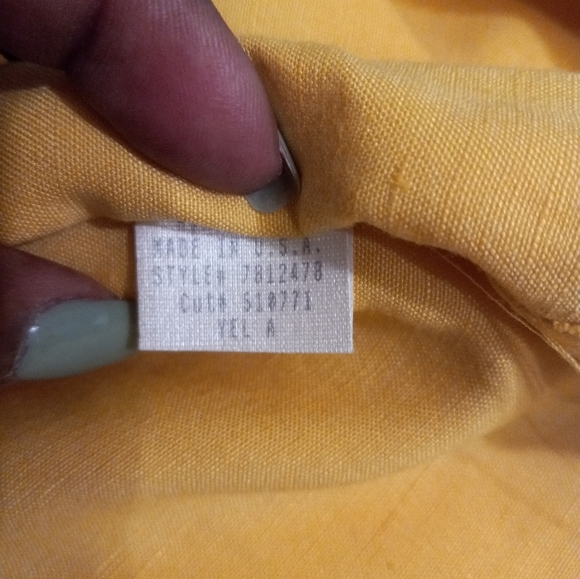 MADE IN U.S.A.
STYLE# 7812478
Cut# 510771
YEL A